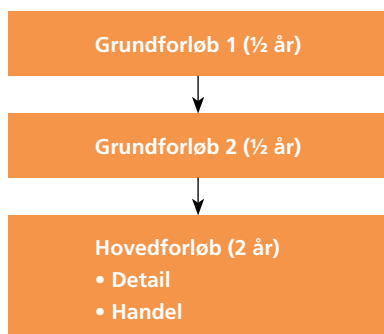 Grundforløb 1 (½ år)
Grundforløb 2 (½ år)
Hovedforløb (2 år)
• Detail
• Handel